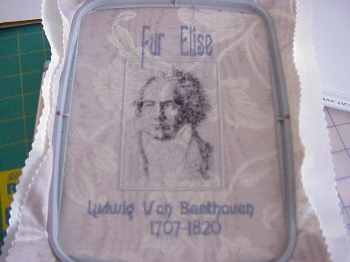 Fur Elise
Ludwig Von Beethoven
1707-1820